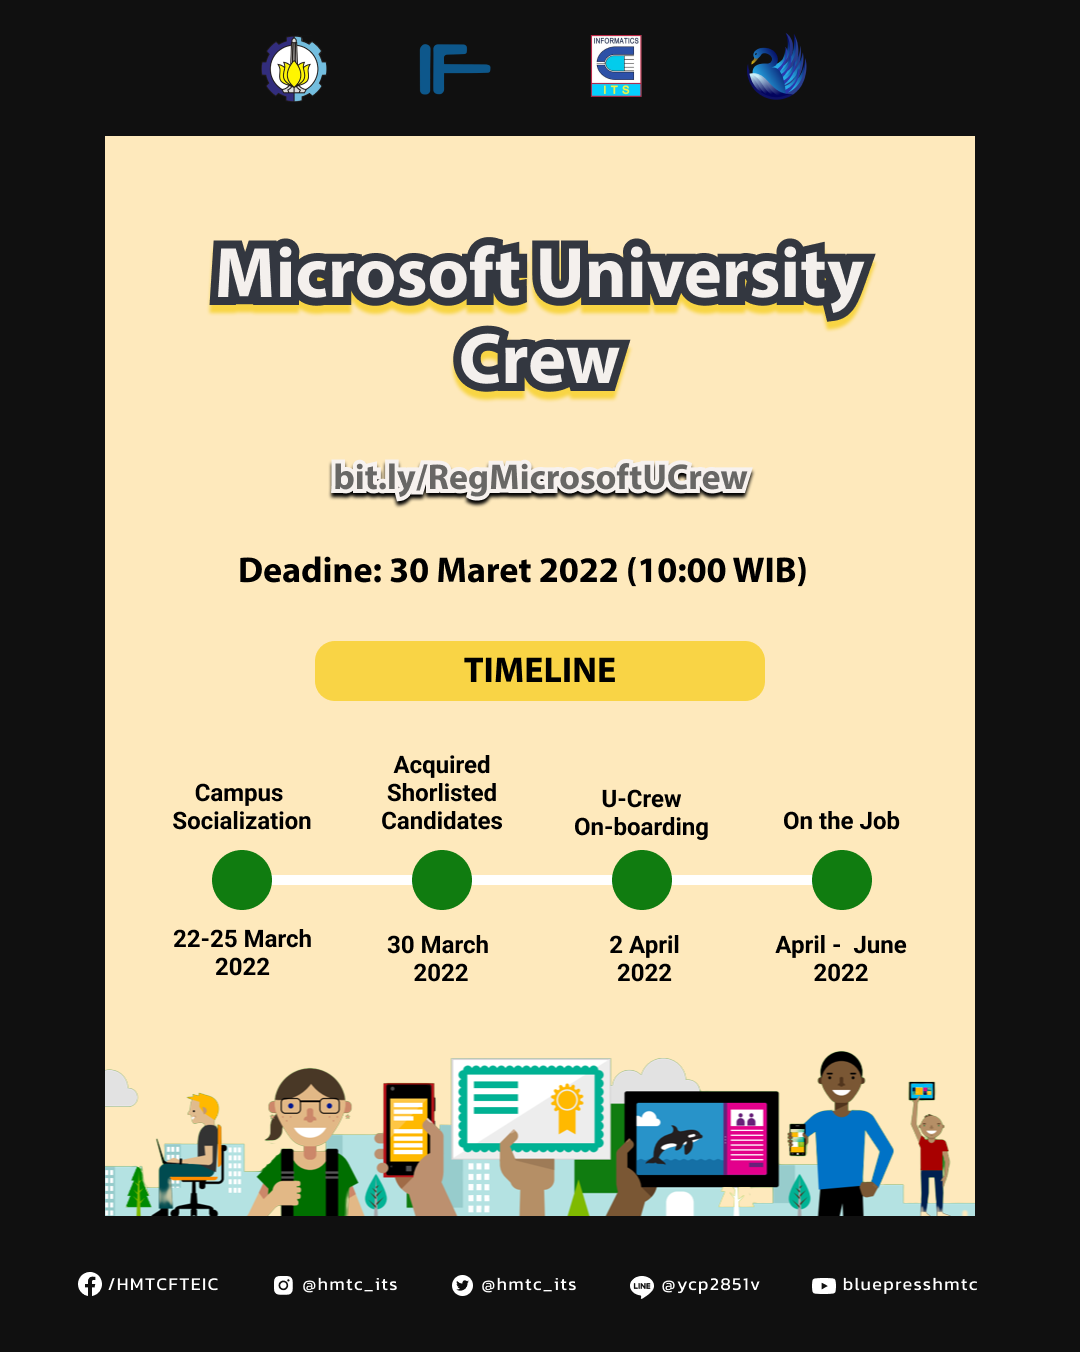 INFORMATICS
ITS
Microsoft University
Crew
bit.ly/RegMicrosoftUCrew
Deadine: 30 Maret 2022 (10:00 WIB)
TIMELINE
Campus
Socialization
22-25 March
2022
Acquired
Shorlisted
Candidates
30 March
2022
U-Crew
On-boarding
2 April
2022
On the Job
April - June
2022
/HMTCFTEIC
@hmtc_its
@hmtc_its
LINE
@ycp2851v
bluepresshmtc